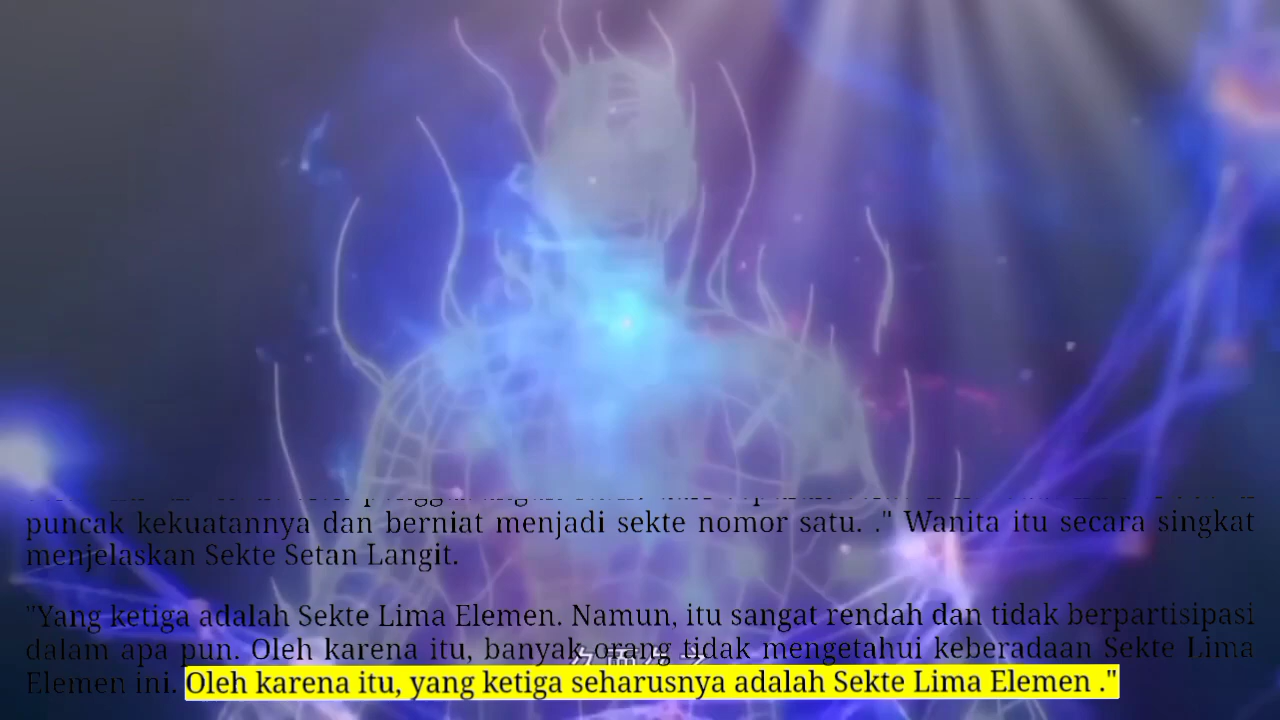 puncak kekuatannya dan berniat menjadi sekte nomor satu. ." Wanita itu secara singkat
menjelaskan Sekte Setan Langit.
"Yang ketiga adalah Sekte Lima Elemen. Namun, itu sangat rendah dan tidak berpartisipasi
dalam apa pun. Oleh karena itu, banyak orang tidak mengetahui keberadaan Sekte Lima
Elemen ini. Oleh karena itu, yang ketiga seharusnya adalah Sekte Lima Elemen ."